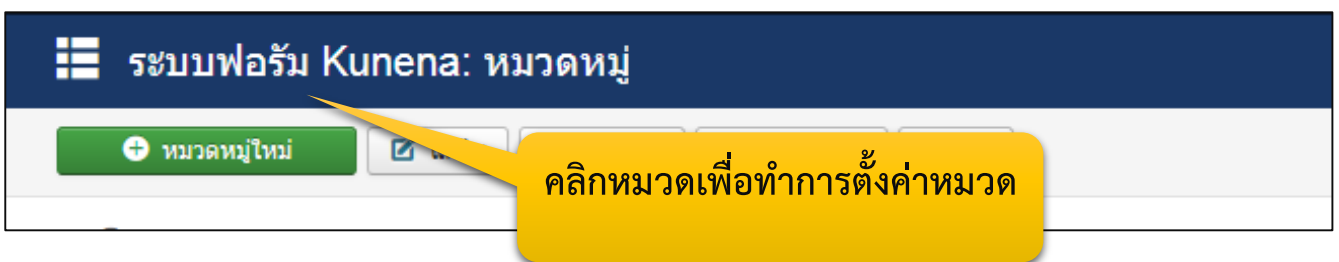 ระบบฟอรัม Kunena: หมวดหมู่
หมวดหมู่ใหม่
คลิกหมวดเพื่อทำการตั้งค่าหมวด